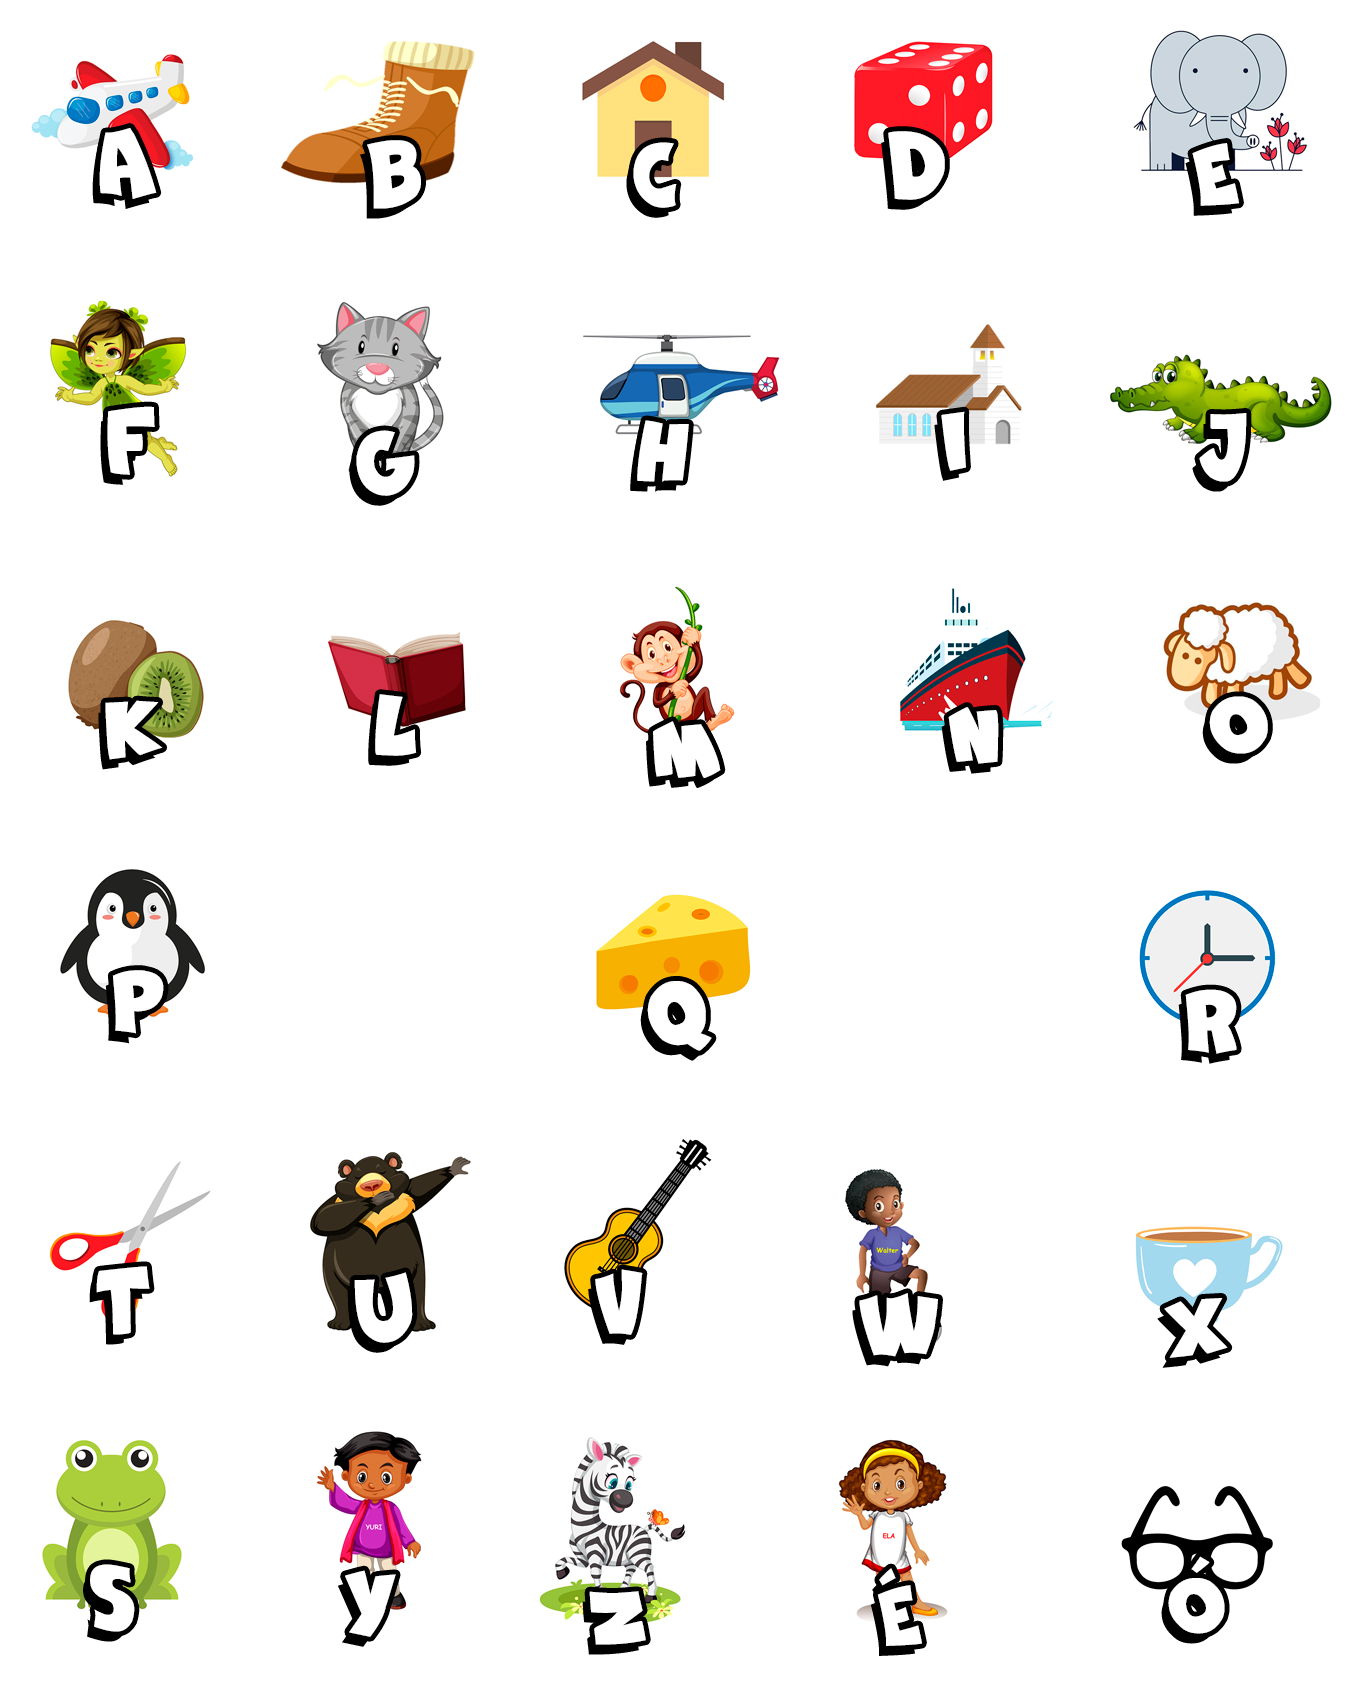 A B C D E
F G H I J
K L M N O
P Q R
Walter
T U V W X
YURI ELA
S Y Z É Ó